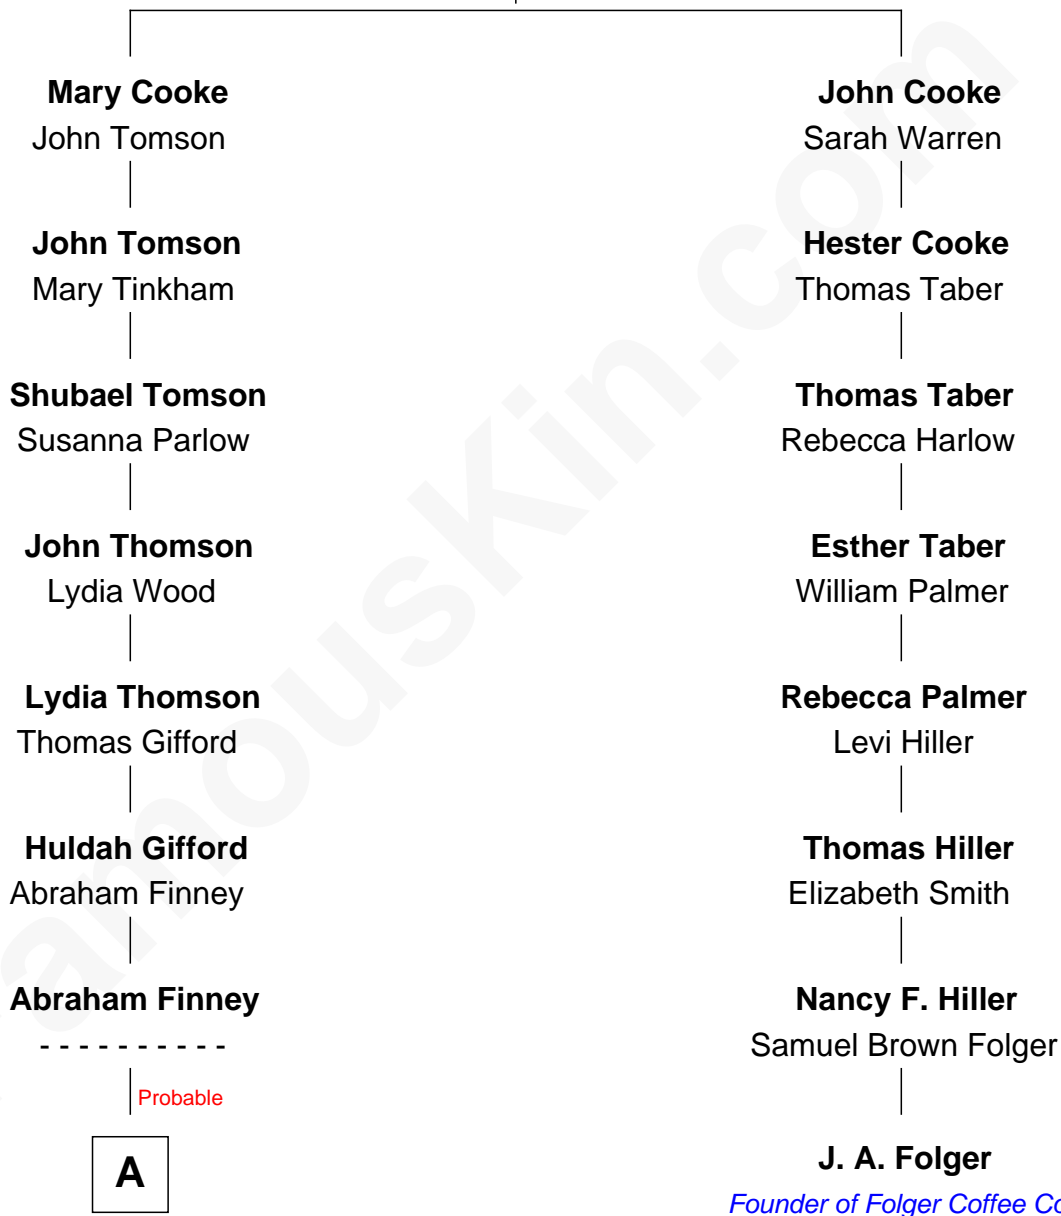 Mary Cooke
John Tomson
John Tomson
Mary Tinkham
Shubael Tomson
Susanna Parlow
John Thomson
Lydia Wood
Lydia Thomson
Thomas Gifford
Huldah Gifford
Abraham Finney
Abraham Finney
- - - - - - - - - -
Probable
A
John Cooke
Sarah Warren
Hester Cooke
Thomas Taber
Thomas Taber
Rebecca Harlow
Esther Taber
William Palmer
Rebecca Palmer
Levi Hiller
Thomas Hiller
Elizabeth Smith
Nancy F. Hiller
Samuel Brown Folger
J. A. Folger
Founder of Folger Coffee Co
amouskin.com